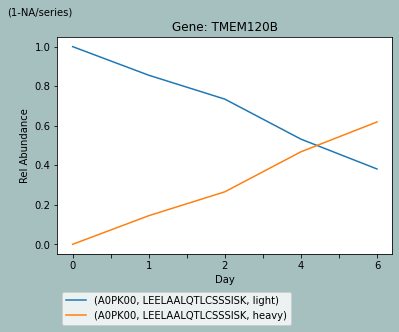 (1-NA/series)
Gene: TMEM120B
1.0
0.8
0.6
0.4
0.2
0.0
Rel Abundance
0 1 2 4 6
Day
(A0PK00, LEELAALQTLCSSSISK, light)
(A0PK00, LEELAALQTLCSSSISK, heavy)